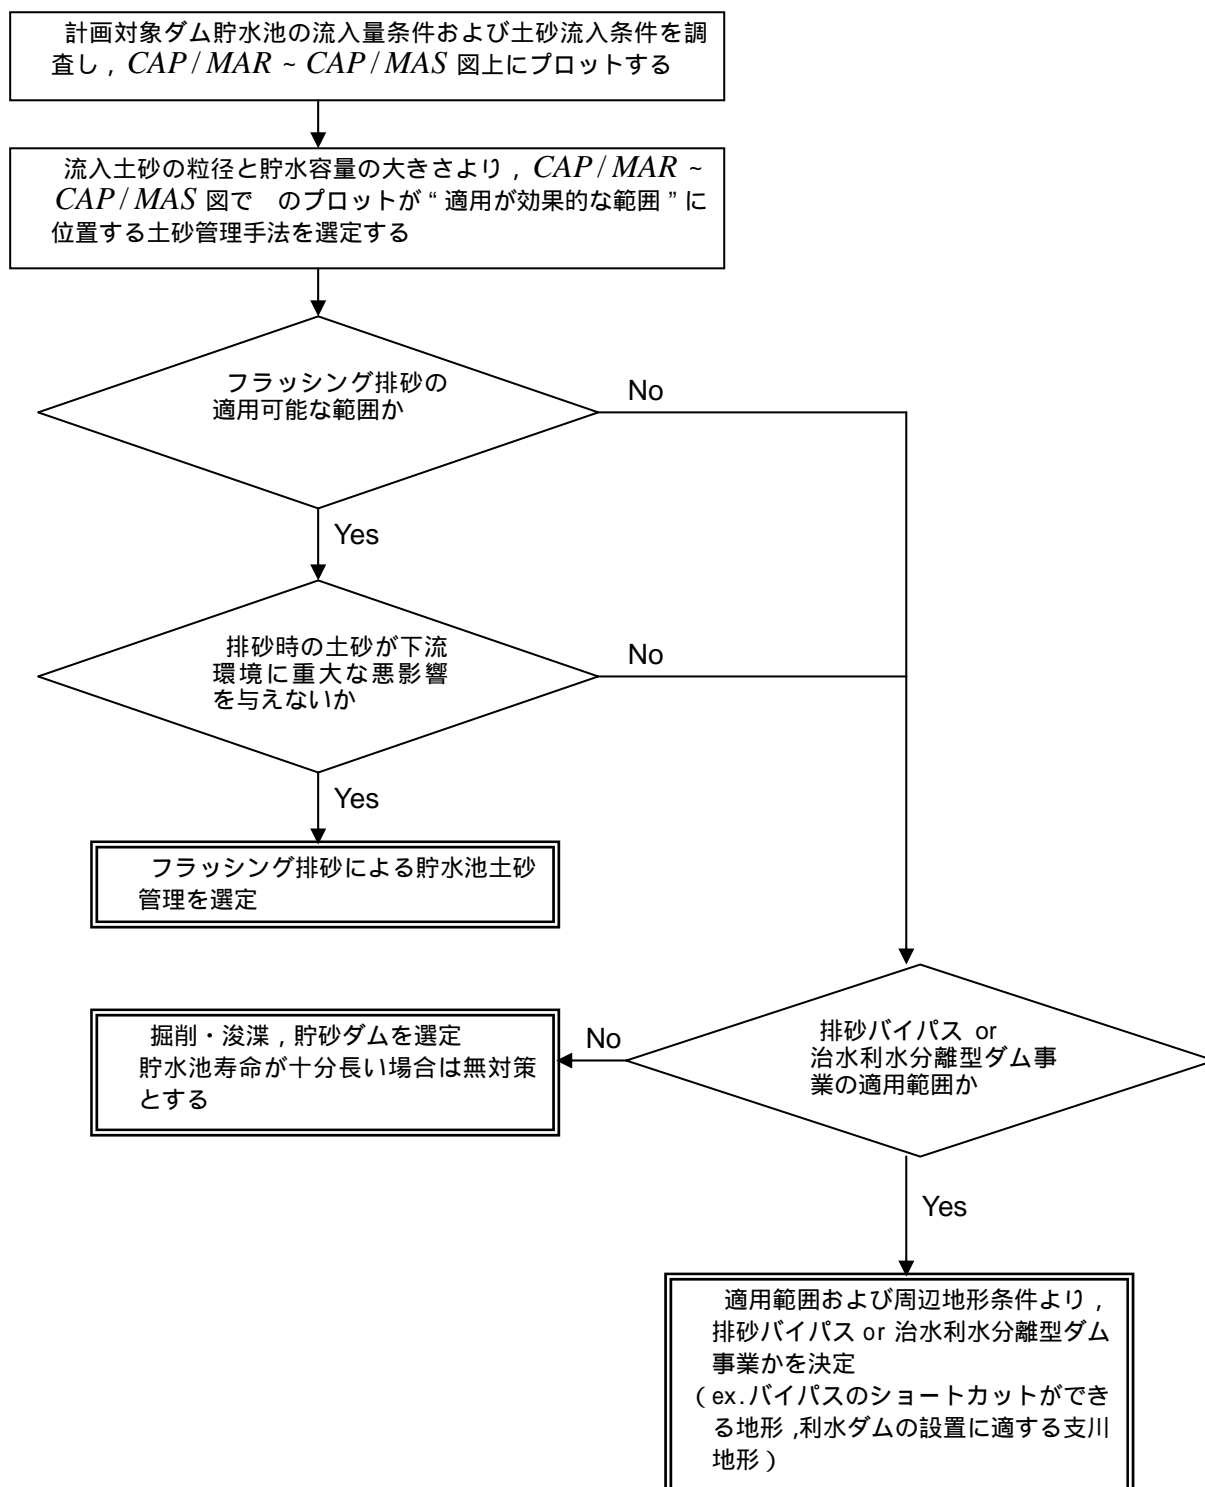 計画対象ダム貯水池の流入量条件および土砂流入条件を調
査し，CAP/MAR ~ CAP/MAS 図上にプロットする
流入土砂の粒径と貯水容量の大きさより，CAP/MAR ~
CAP/MAS 図で　のプロットが“適用が効果的な範囲”に
位置する土砂管理手法を選定する
フラッシング排砂の
適用可能な範囲か
No
Yes
排砂時の土砂が下流
環境に重大な悪影響
を与えないか
No
Yes
フラッシング排砂による貯水池土砂
管理を選定
排砂バイパス or
治水利水分離型ダム事
業の適用範囲か
No
掘削・浚渫，貯砂ダムを選定
貯水池寿命が十分長い場合は無対策
とする
Yes
適用範囲および周辺地形条件より，
排砂バイパス or 治水利水分離型ダム
事業かを決定
（ex.バイパスのショートカットができ
る地形，利水ダムの設置に適する支川
地形）